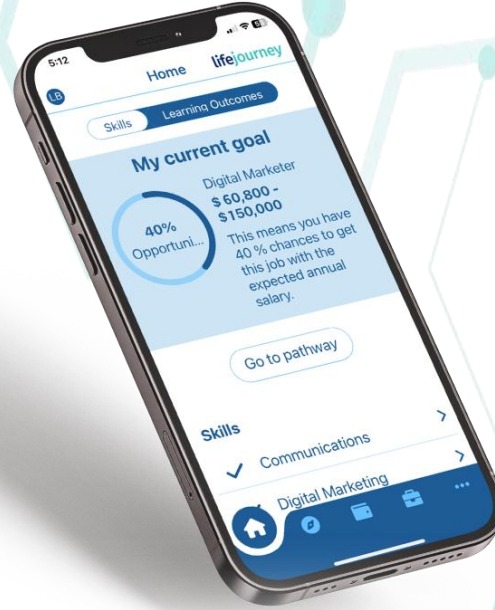 5:12
LB
Home
lifejourney
Skills
Learning Outcomes
My current goal
40%
Opportuni...
Digital Marketer
$ 60,800 -
$150,000
This means you have
40 % chances to get
this job with the
expected annual
salary.
Go to pathway
Skills
Communications
Digital Marketing